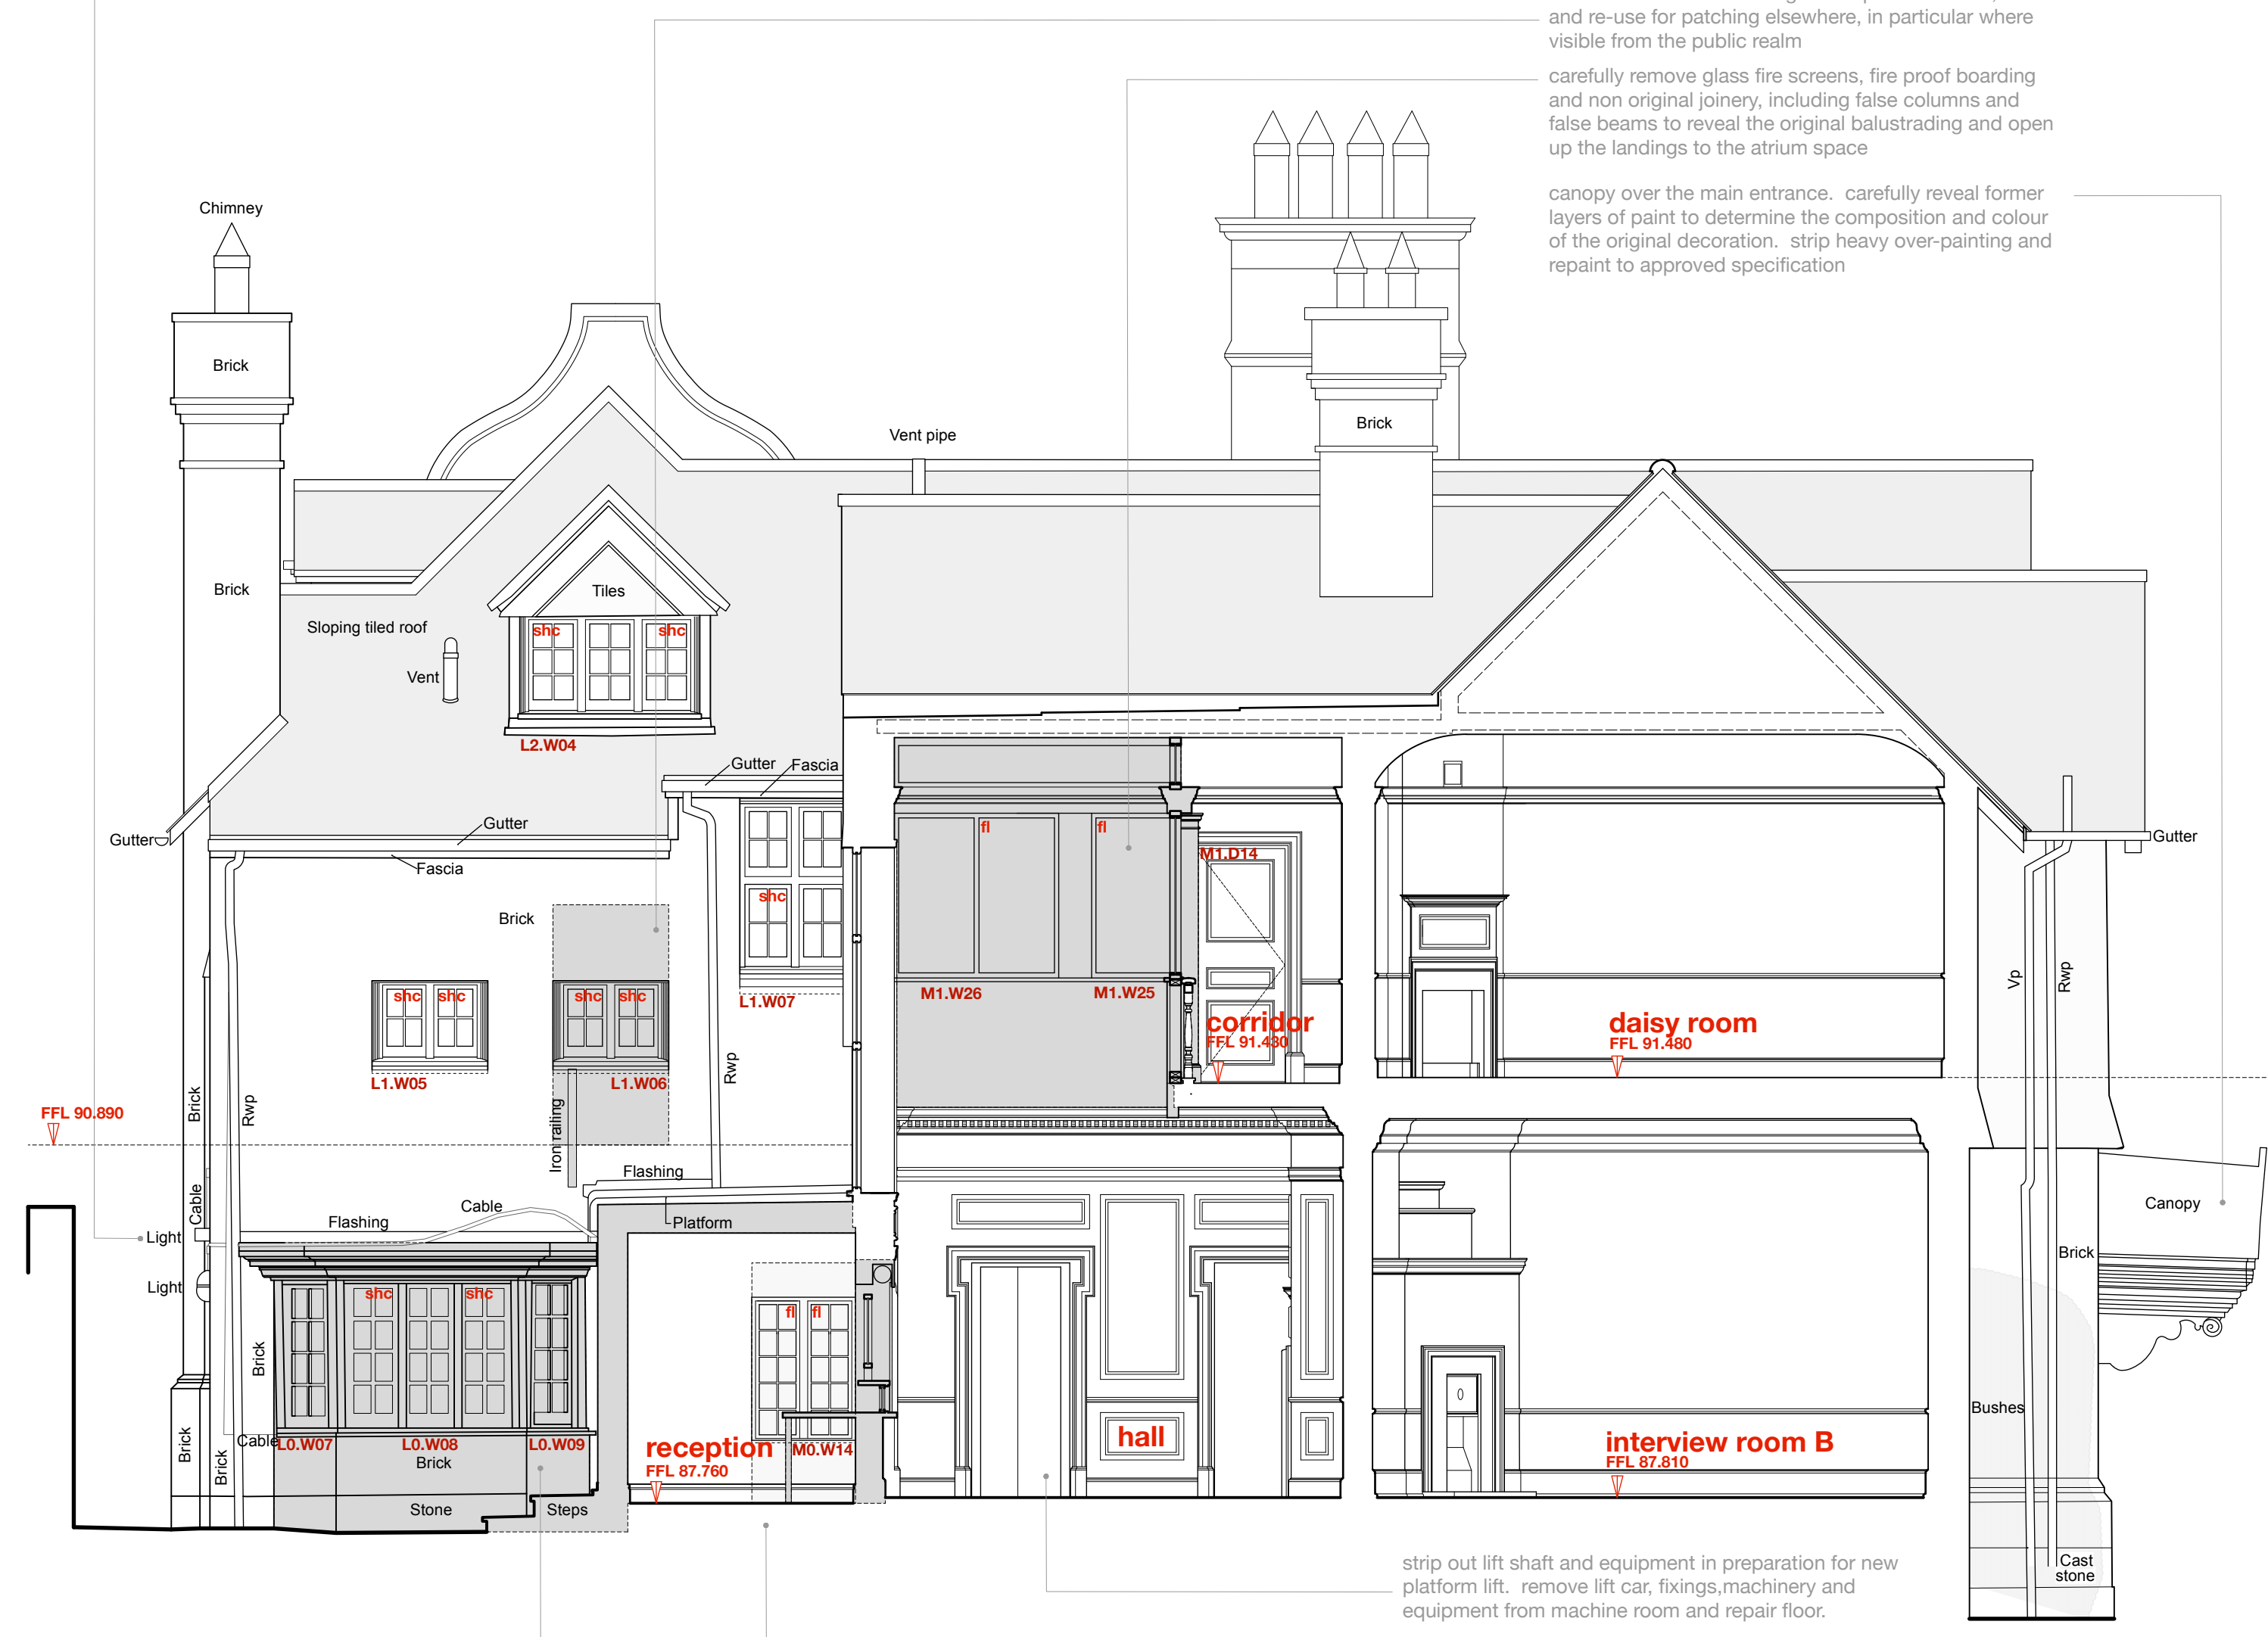 and re-use for patching elsewhere, in particular where
visible from the public realm
carefully remove glass fire screens, fire proof boarding
and non original joinery, including false columns and
false beams to reveal the original balustrading and open
up the landings to the atrium space
canopy over the main entrance.  carefully reveal former
layers of paint to determine the composition and colour
of the original decoration.  strip heavy over-painting and
repaint to approved specification
Chimney
Brick
Brick
Vent pipe
Brick
Tiles
Sloping tiled roof
shc
shc
Vent
L2.W04
Gutter
Fascia
Gutter
Gutter
Fascia
Gutter
fl
fl
M1.D14
shc
Brick
shc
shc
shc
shc
L1.W07
M1.W26
M1.W25
corridor
FFL 91.430
daisy room
FFL 91.480
Vp
Rwp
L1.W05
L1.W06
Rwp
Brick
Rwp
FFL 90.890
Iron railing
Flashing
Cable
Cable
Flashing
Platform
Canopy
Light
Brick
Light
shc
shc
fl
fl
Brick
Bushes
Cable
L0.W07
L0.W08
L0.W09
Brick
Brick
Brick
reception
FFL 87.760
M0.W14
hall
interview room B
FFL 87.810
Stone
Steps
Cast
stone
strip out lift shaft and equipment in preparation for new
platform lift.  remove lift car, fixings,machinery and
equipment from machine room and repair floor.